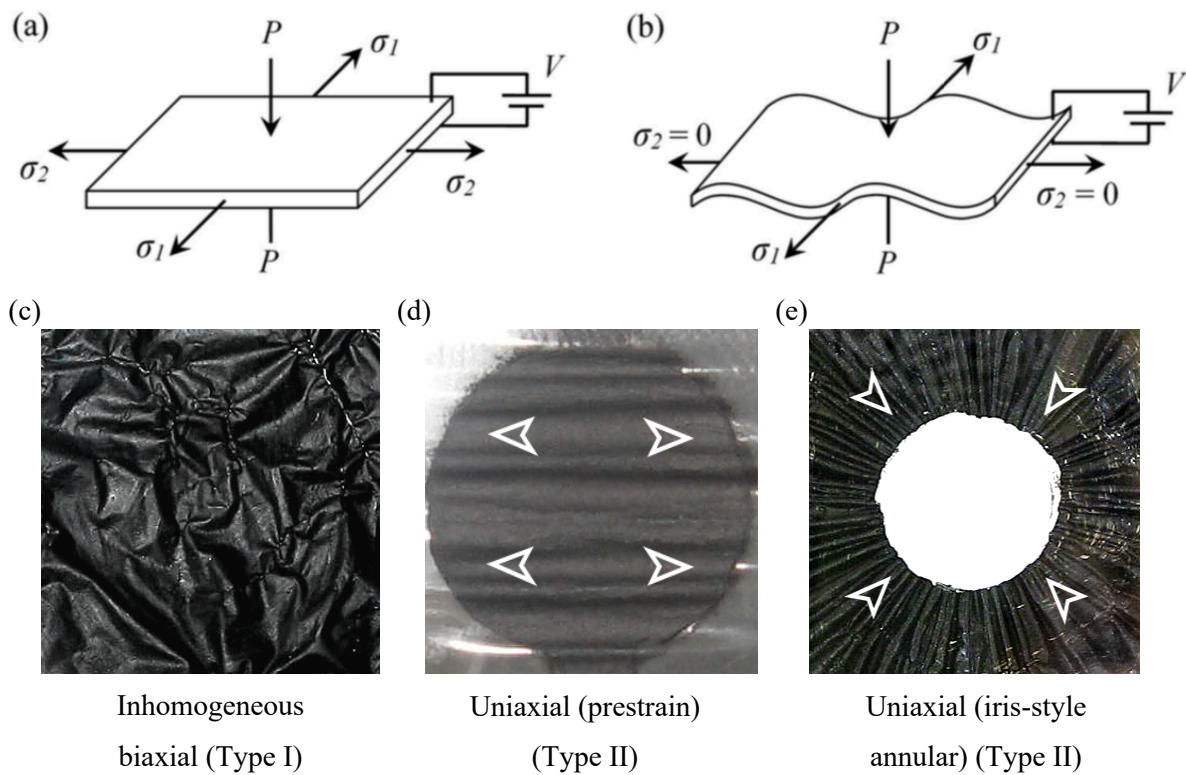 (a)
P
σ1
V
σ2
σ2
σ1
P
(b)
P
σ1
V
σ2 = 0
σ2 = 0
σ1
P
(c)
(d)
(e)
Inhomogeneous
biaxial (Type I)
Uniaxial (prestrain)
(Type II)
Uniaxial (iris-style
annular) (Type II)